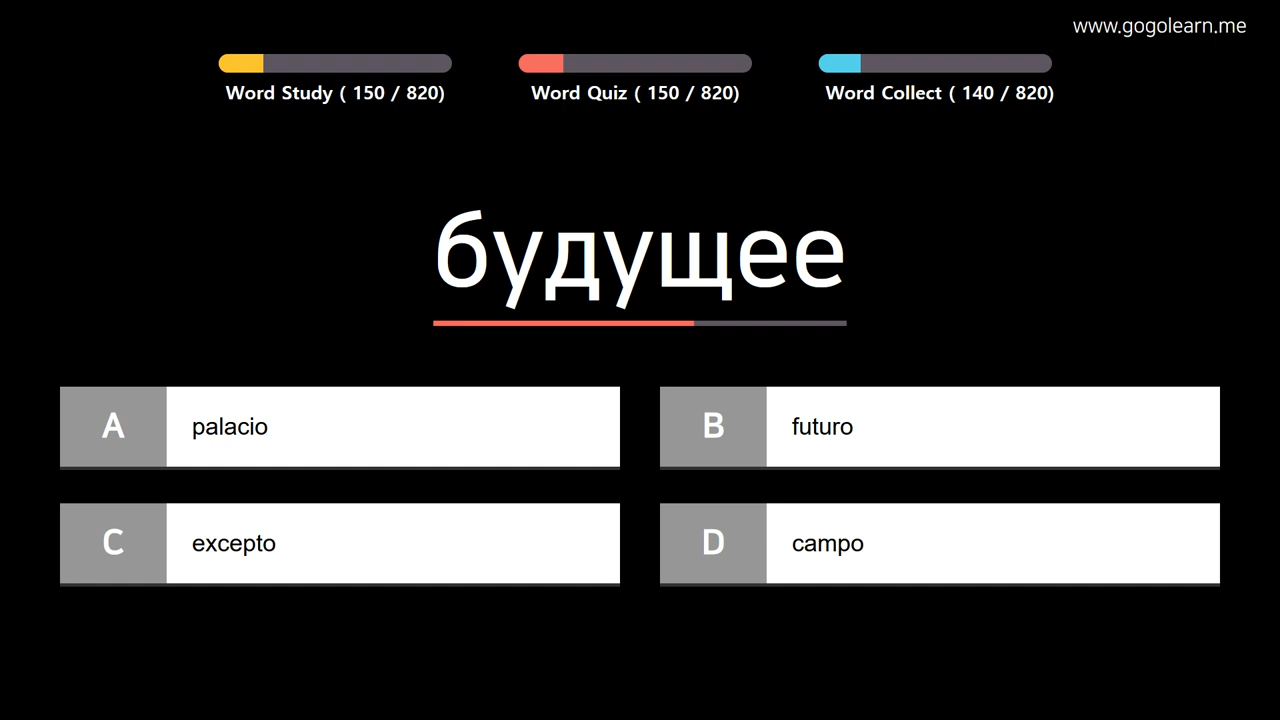 www.gogolearn.me
Word Study ( 150 / 820)
Word Quiz ( 150 / 820)
Word Collect ( 140 / 820)
будущее
A palacio
B futuro
C excepto
D campo